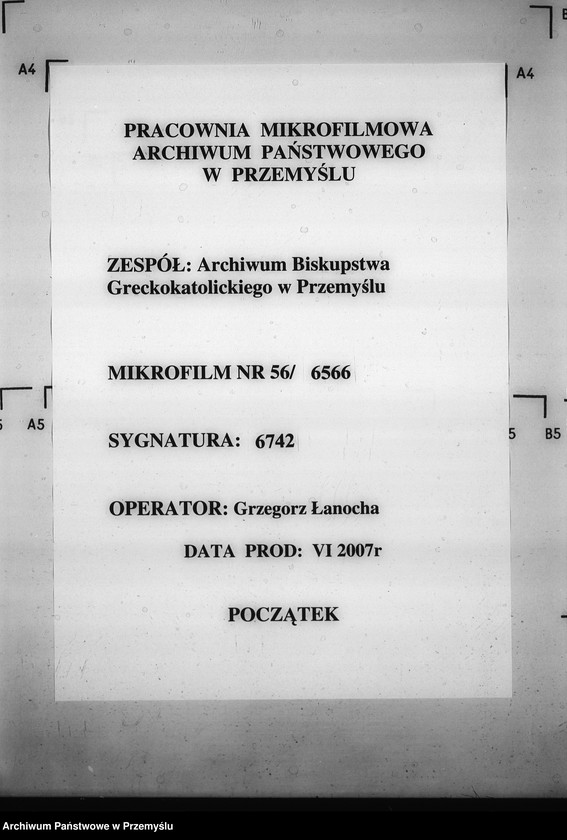 A4
A4
PRACOWNIA MIKROFILMOWA
ARCHIWUM PAŃSTWOWEGO
W PRZEMYŚLU
ZESPÓŁ: Archiwum Biskupstwa
Greckokatolickiego w Przemyślu
MIKROFILM NR 56/ 6566
A5
5 B5
SYGNATURA: 6742
OPERATOR: Grzegorz Łanocha
DATA PROD: VI 2007r
POCZĄTEK
Archiwum Państwowe w Przemyślu